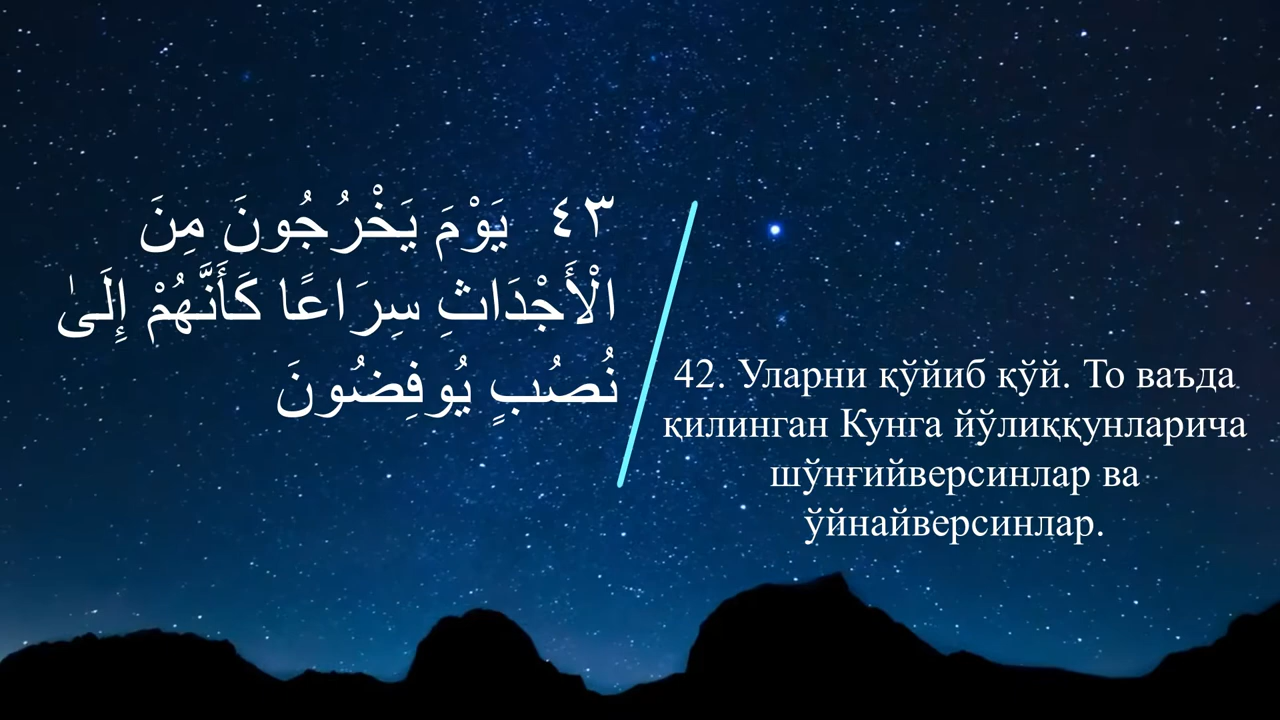 ٤٣ يَوْمَ يَخْرُجُونَ مِنَ
الْأَجْدَاثِ سِرَاعًا كَأَنَّهُمْ إِلَىٰ
نُصُبٍ يُوفِضُونَ
42. Уларни қўйиб қўй. То ваъда
қилинган Кунга йўлиққунларича
шўнғийверсинлар ва
ўйнайверсинлар.